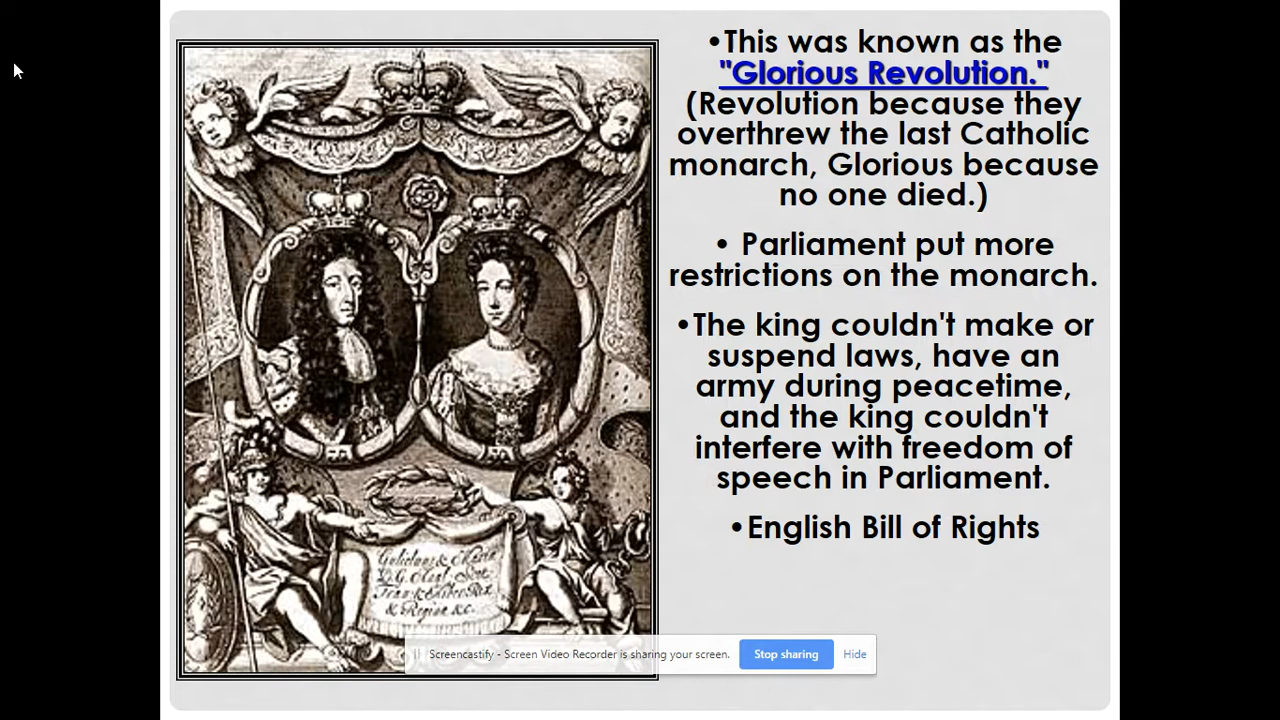 •This was known as the
"Glorious Revolution."
(Revolution because they
overthrew the last Catholic
monarch, Glorious because
no one died.)
• Parliament put more
restrictions on the monarch.
•The king couldn't make or
suspend laws, have an
army during peacetime,
and the king couldn't
interfere with freedom of
speech in Parliament.
•English Bill of Rights
& Regina &c.
Screencastify - Screen Video Recorder is sharing your screen.
Stop sharing
Hide